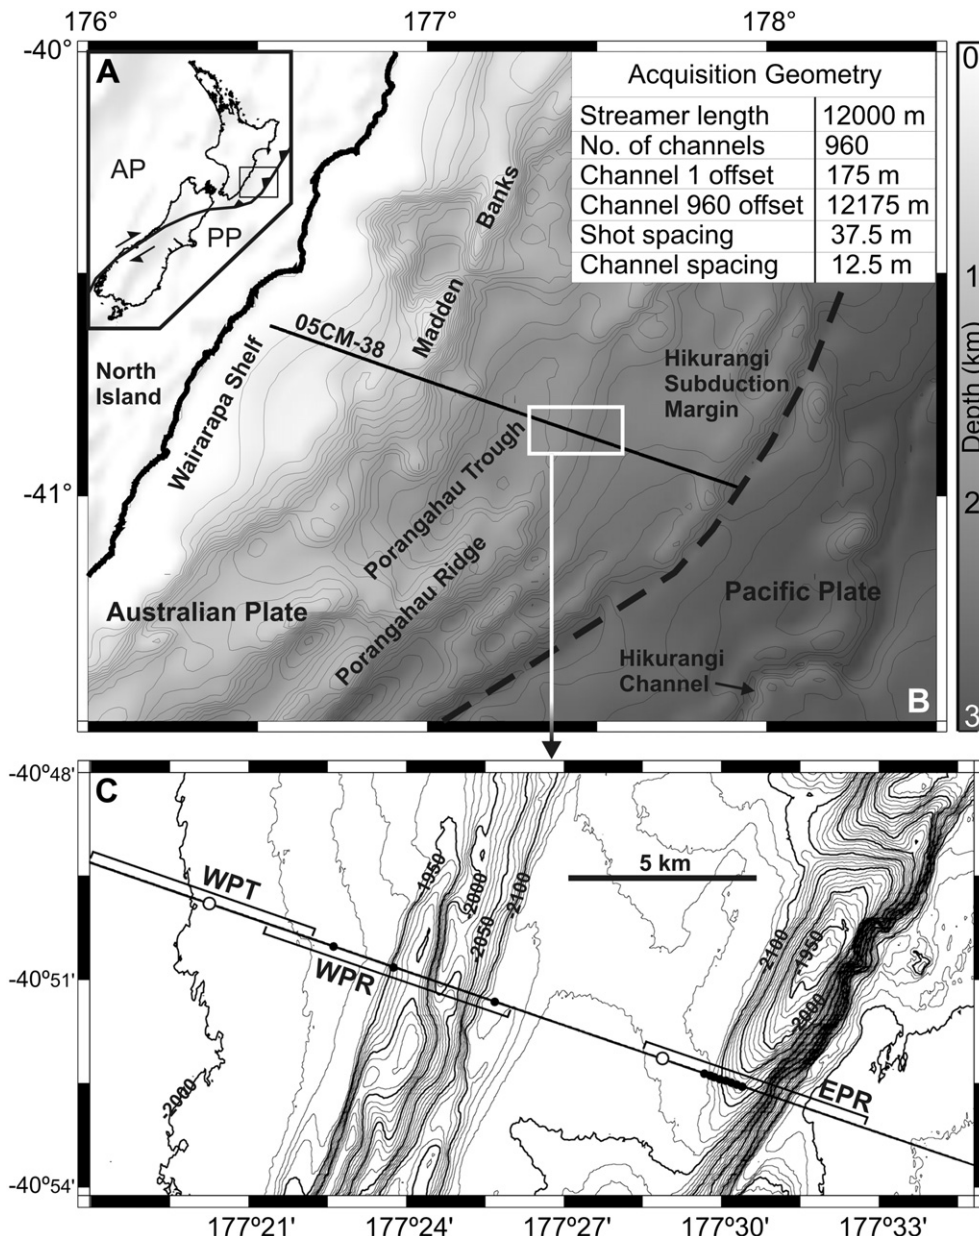 176°
177°
178°
-40°
A
AP
PP
North
Island
Wairarapa Shelf
05CM-38
Madden
Banks
Acquisition Geometry
Streamer length 12000 m
No. of channels 960
Channel 1 offset 175 m
Channel 960 offset 12175 m
Shot spacing 37.5 m
Channel spacing 12.5 m
0
1
2
3
Depth (km)
Hikurangi
Subduction
Margin
-41°
Porangahau Trough
Porangahau Ridge
Australian Plate
Pacific Plate
Hikurangi
Channel
B
-40°48'
C
WPT
WPR
-1950
-2000
-2050
-2100
5 km
-2100
-1950
-2000
-40°51'
-2000
EPR
-40°54'
177°21'
177°24'
177°27'
177°30'
177°33'